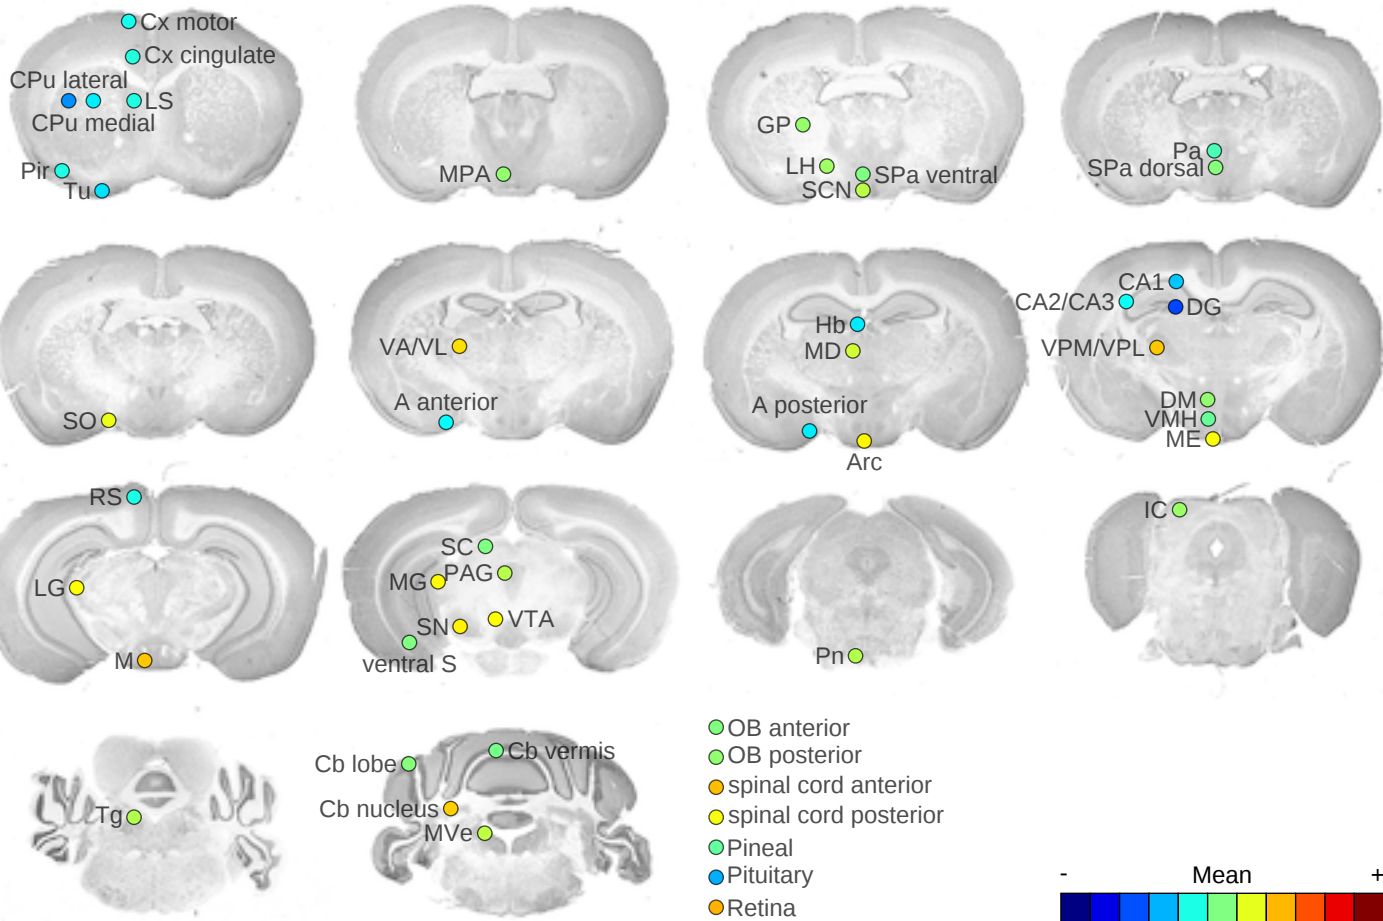 Cx motor
Cx cingulate
CPu lateral
LS
CPu medial
Pir
Tu
MPA
GP
LH
SPa ventral
SCN
Pa
SPa dorsal
SO
VA/VL
A anterior
Hb
MD
A posterior
Arc
CA1
CA2/CA3
DG
VPM/VPL
DM
VMH
ME
RS
LG
M
SC
MG
PAG
SN
VTA
ventral S
Pn
IC
Tg
Cb lobe
Cb vermis
Cb nucleus
MVe
OB anterior
OB posterior
spinal cord anterior
spinal cord posterior
Pineal
Pituitary
Retina
- Mean +